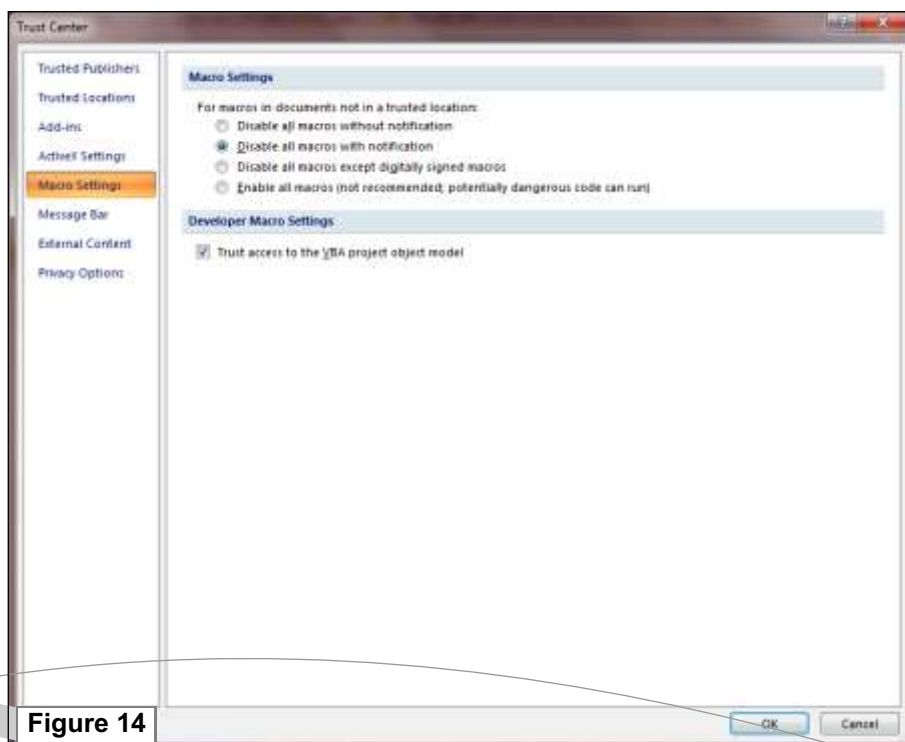 Trust Center
Trusted Publishers
Trusted Locations
Add-ins
ActiveX Settings
Macro Settings
Message Bar
External Content
Privacy Options
Macro Settings
For macros in documents not in a trusted location:
Disable all macros without notification
Disable all macros with notification
Disable all macros except digitally signed macros
Enable all macros (not recommended; potentially dangerous code can run)
Developer Macro Settings
Trust access to the VBA project object model
Figure 14
OK
Cancel